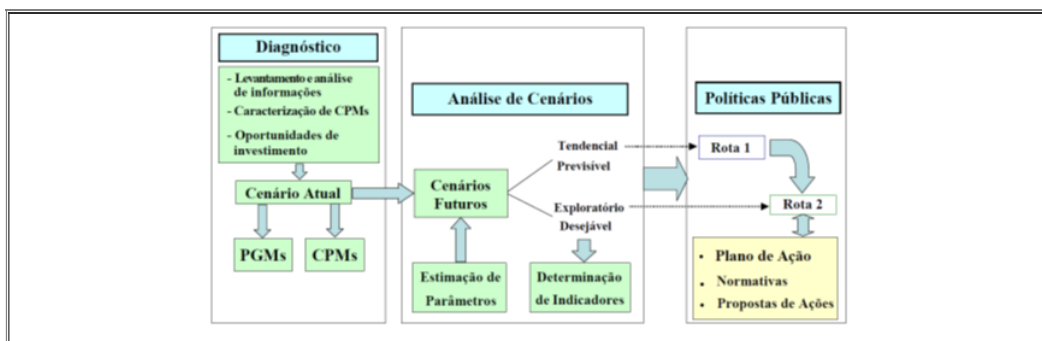 Diagnóstico
- Levantamento e análise
de informações
- Caracterização de CPMs
- Oportunidades de
investimento
Cenário Atual
PGMs
CPMs
Análise de Cenários
Cenários
Futuros
Tendencial
Previsível
Exploratório
Desejável
Estimação de
Parâmetros
Determinação
de Indicadores
Políticas Públicas
Rota 1
Rota 2
• Plano de Ação
• Normativas
• Propostas de Ações